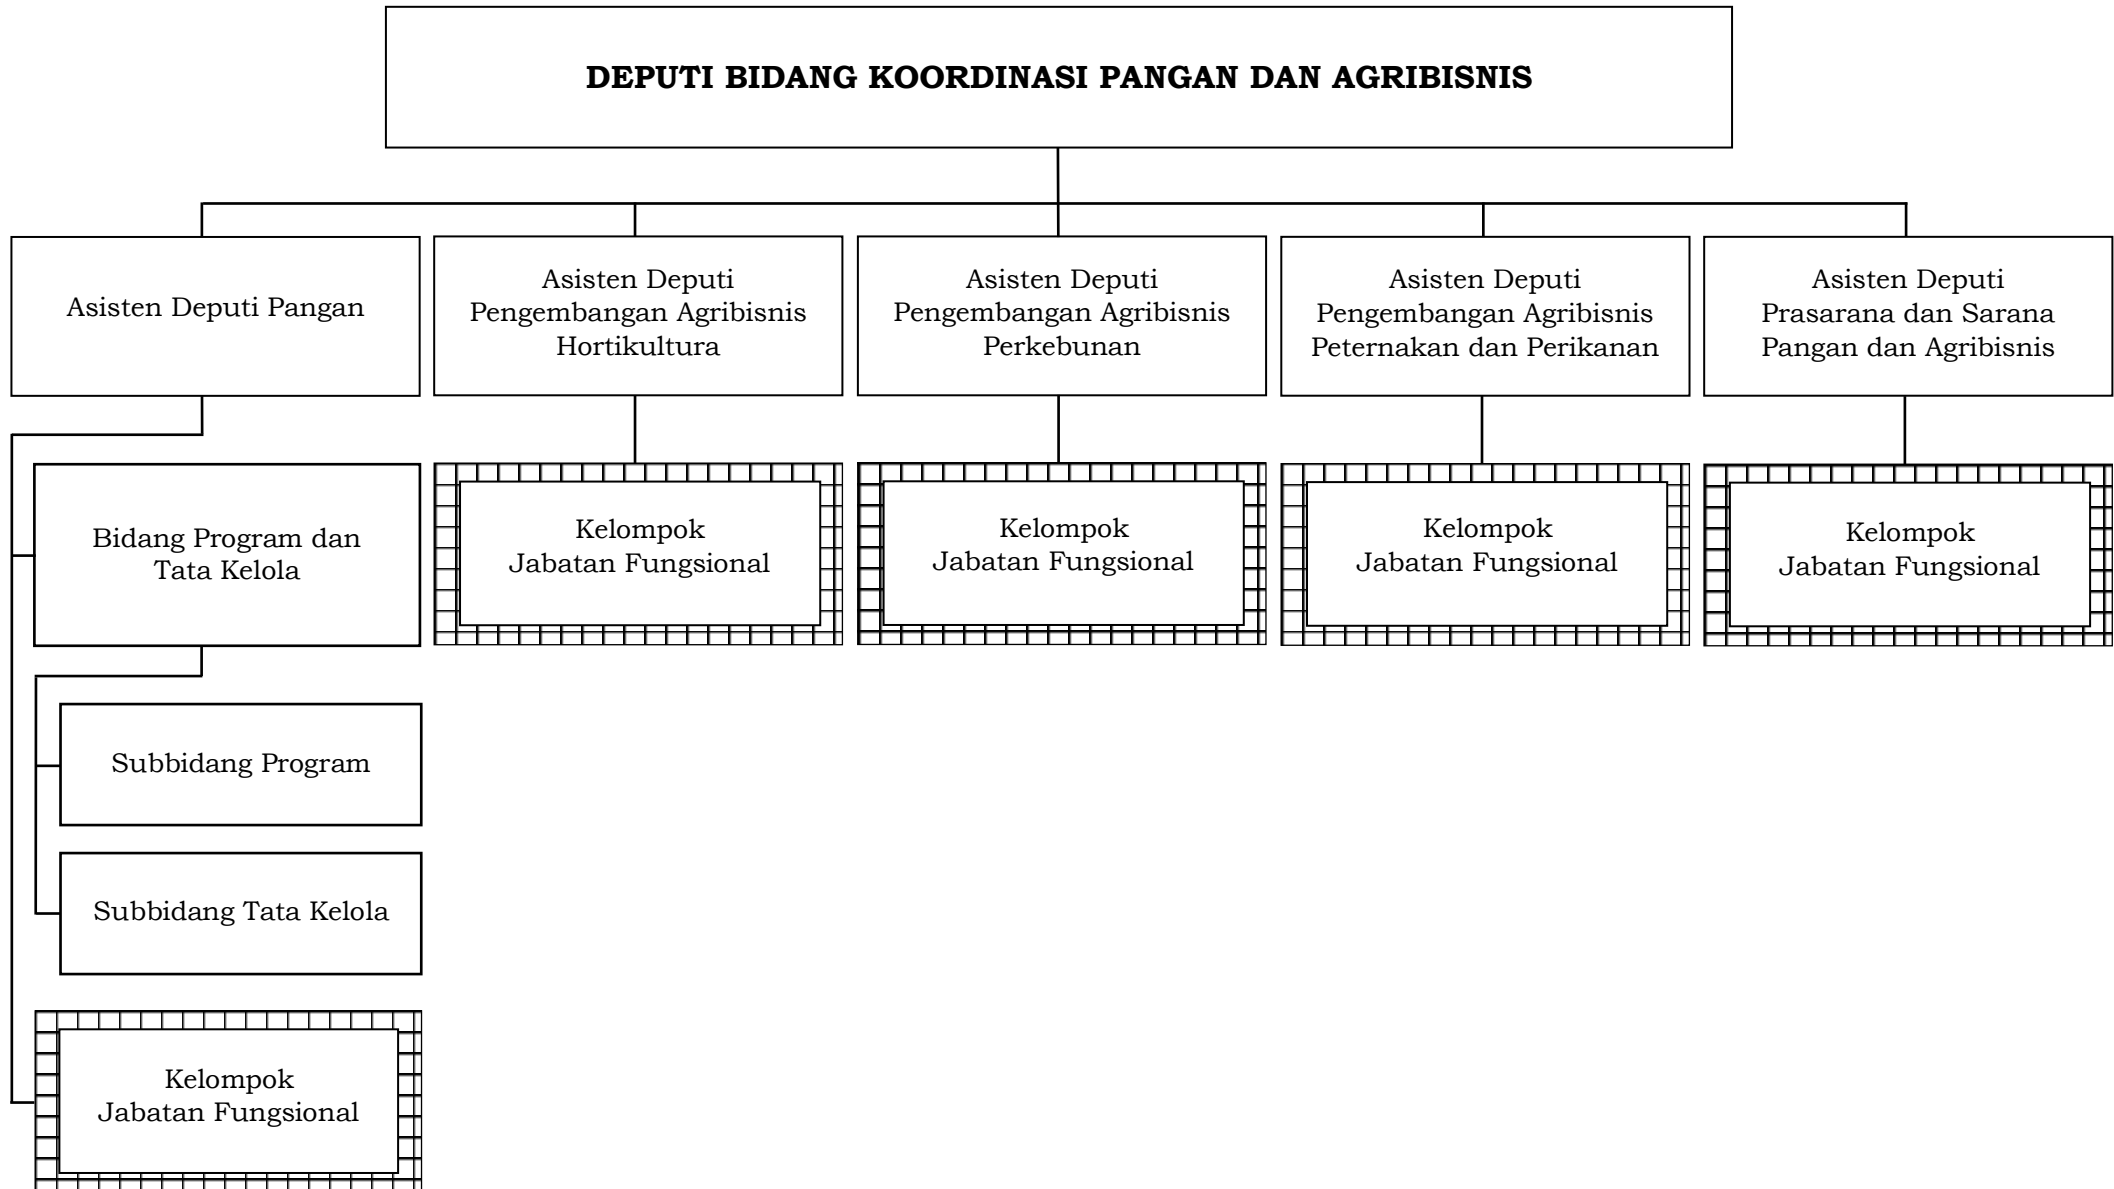 DEPUTI BIDANG KOORDINASI PANGAN DAN AGRIBISNIS
Asisten Deputi Pangan
Asisten Deputi
Pengembangan Agribisnis
Hortikultura
Asisten Deputi
Pengembangan Agribisnis
Perkebunan
Asisten Deputi
Pengembangan Agribisnis
Peternakan dan Perikanan
Asisten Deputi
Prasarana dan Sarana
Pangan dan Agribisnis
Bidang Program dan
Tata Kelola
Kelompok
Jabatan Fungsional
Kelompok
Jabatan Fungsional
Kelompok
Jabatan Fungsional
Kelompok
Jabatan Fungsional
Subbidang Program
Subbidang Tata Kelola
Kelompok
Jabatan Fungsional